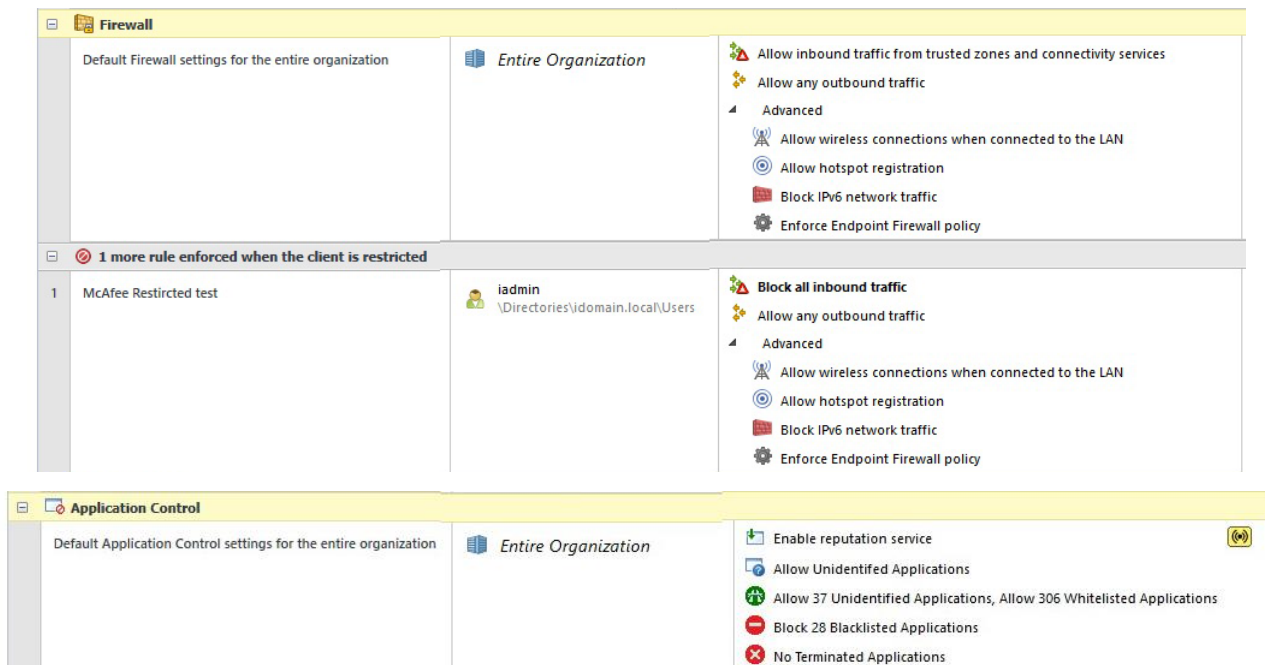 Firewall
Default Firewall settings for the entire organization
Entire Organization
Allow inbound traffic from trusted zones and connectivity services
Allow any outbound traffic
Advanced
Allow wireless connections when connected to the LAN
Allow hotspot registration
Block IPv6 network traffic
Enforce Endpoint Firewall policy
1 more rule enforced when the client is restricted
1
McAfee Restircted test
iadmin
\Directories\idomain.local\Users
Block all inbound traffic
Allow any outbound traffic
Advanced
Allow wireless connections when connected to the LAN
Allow hotspot registration
Block IPv6 network traffic
Enforce Endpoint Firewall policy
Application Control
Default Application Control settings for the entire organization
Entire Organization
Enable reputation service
Allow Unidentifed Applications
Allow 37 Unidentified Applications, Allow 306 Whitelisted Applications
Block 28 Blacklisted Applications
No Terminated Applications